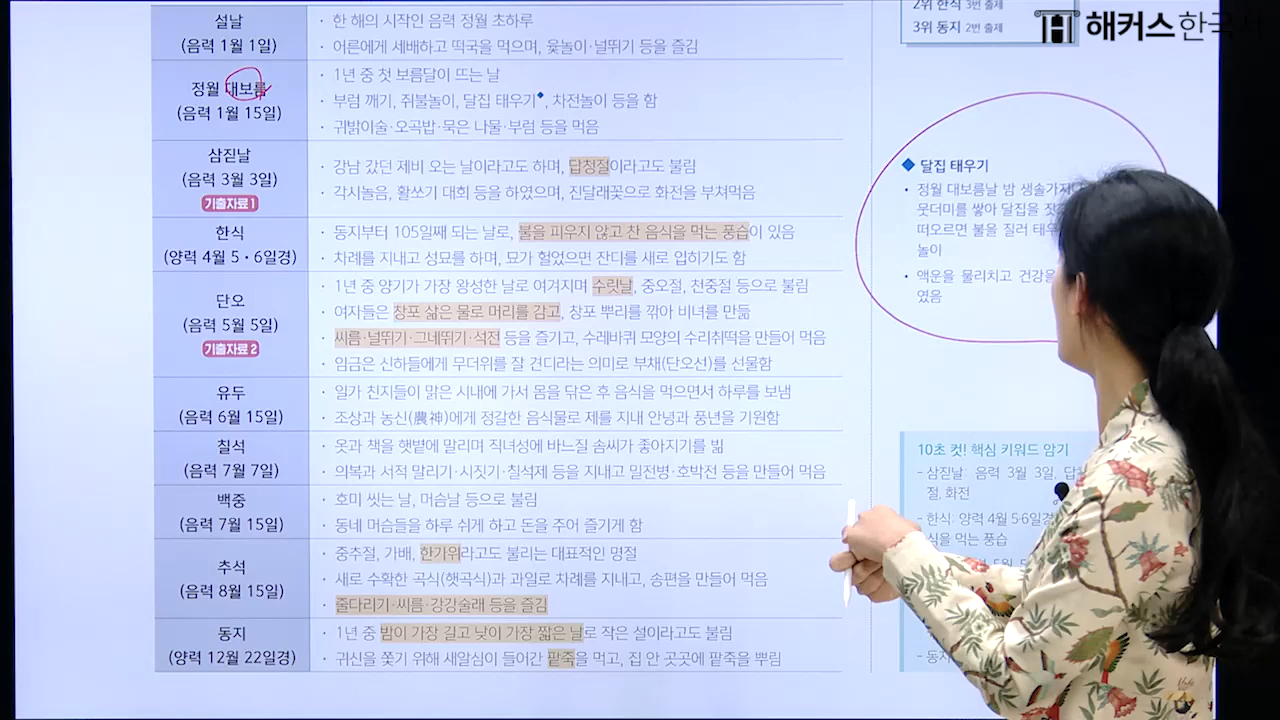 설날
(음력 1월 1일)
· 한 해의 시작인 음력 정월 초하루
· 어른에게 세배하고 떡국을 먹으며, 윷놀이·널뛰기 등을 즐김
정월 대보름
(음력 1월 15일)
· 1년 중 첫 보름달이 뜨는 날
· 부럼 깨기, 쥐불놀이, 달집 태우기◆, 차전놀이 등을 함
· 귀밝이술·오곡밥·묵은 나물·부럼 등을 먹음
삼짇날
(음력 3월 3일)
기출자료 1
· 강남 갔던 제비 오는 날이라고도 하며, 답청절이라고도 불림
· 각시놀음, 활쏘기 대회 등을 하였으며, 진달래꽃으로 화전을 부쳐먹음
한식
(양력 4월 5·6일경)
· 동지부터 105일째 되는 날로, 불을 피우지 않고 찬 음식을 먹는 풍습이 있음
· 차례를 지내고 성묘를 하며, 묘가 헐었으면 잔디를 새로 입히기도 함
단오
(음력 5월 5일)
기출자료 2
· 1년 중 양기가 가장 왕성한 날로 여겨지며 수릿날, 중오절, 천중절 등으로 불림
· 여자들은 창포 삶은 물로 머리를 감고, 창포 뿌리를 깎아 비녀를 만듦
· 씨름·널뛰기·그네뛰기·석전 등을 즐기고, 수레바퀴 모양의 수리취떡을 만들어 먹음
· 임금은 신하들에게 무더위를 잘 견디라는 의미로 부채(단오선)를 선물함
유두
(음력 6월 15일)
· 일가 친지들이 맑은 시내에 가서 몸을 닦은 후 음식을 먹으면서 하루를 보냄
· 조상과 농신(農神)에게 정갈한 음식물로 제를 지내 안녕과 풍년을 기원함
칠석
(음력 7월 7일)
· 옷과 책을 햇볕에 말리며 직녀성에 바느질 솜씨가 좋아지기를 빎
· 의복과 서적 말리기·시짓기·칠석제 등을 지내고 밀전병·호박전 등을 만들어 먹음
백중
(음력 7월 15일)
· 호미 씻는 날, 머슴날 등으로 불림
· 동네 머슴들을 하루 쉬게 하고 돈을 주어 즐기게 함
추석
(음력 8월 15일)
· 중추절, 가배, 한가위라고도 불리는 대표적인 명절
· 새로 수확한 곡식(햇곡식)과 과일로 차례를 지내고, 송편을 만들어 먹음
· 줄다리기·씨름·강강술래 등을 즐김
동지
(양력 12월 22일경)
· 1년 중 밤이 가장 길고 낮이 가장 짧은 날로 작은 설이라고도 불림
· 귀신을 쫓기 위해 새알심이 들어간 팥죽을 먹고, 집 안 곳곳에 팥죽을 뿌림
2위 한식 3번 출제
3위 동지 2번 출제
해커스한국사
◆ 달집 태우기
• 정월 대보름날 밤
뭇더미를 쌓아 달집을
떠오르면 불을 질러
놀이
• 액운을 물리치고 건강을
였음
10초 컷! 핵심 키워드 암기
- 삼짇날: 음력 3월 3일,
절, 화전
- 한식: 양력 4월 5·6일경
식을 먹는 풍습
- 동지